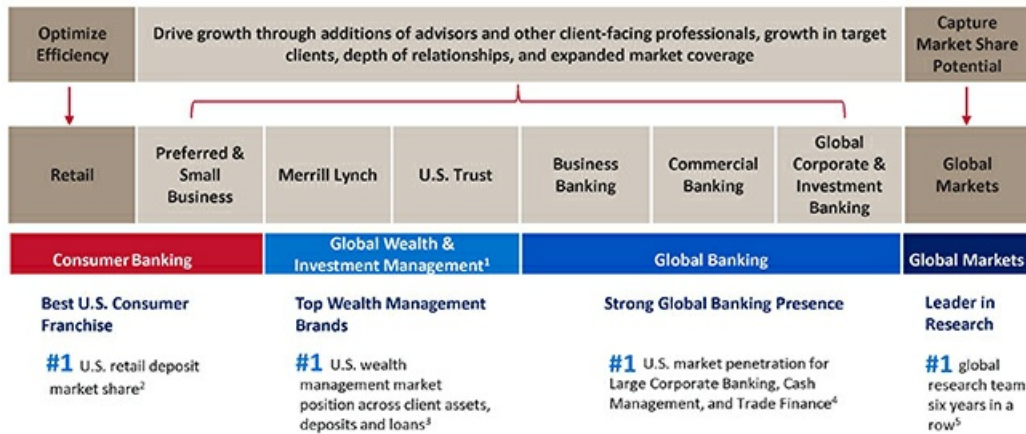 Optimize
Efficiency
Drive growth through additions of advisors and other client-facing professionals, growth in target
clients, depth of relationships, and expanded market coverage
Capture
Market Share
Potential
Retail
Preferred &
Small
Business
Merrill Lynch
U.S. Trust
Business
Banking
Commercial
Banking
Global
Corporate &
Investment
Banking
Global
Markets
Consumer Banking
Global Wealth &
Investment Management¹
Global Banking
Global Markets
Best U.S. Consumer
Franchise
#1 U.S. retail deposit
market share²
Top Wealth Management
Brands
#1 U.S. wealth
management market
position across client assets,
deposits and loans³
Strong Global Banking Presence
#1 U.S. market penetration for
Large Corporate Banking, Cash
Management, and Trade Finance⁴
Leader in
Research
#1 global
research team
six years in a
row⁵